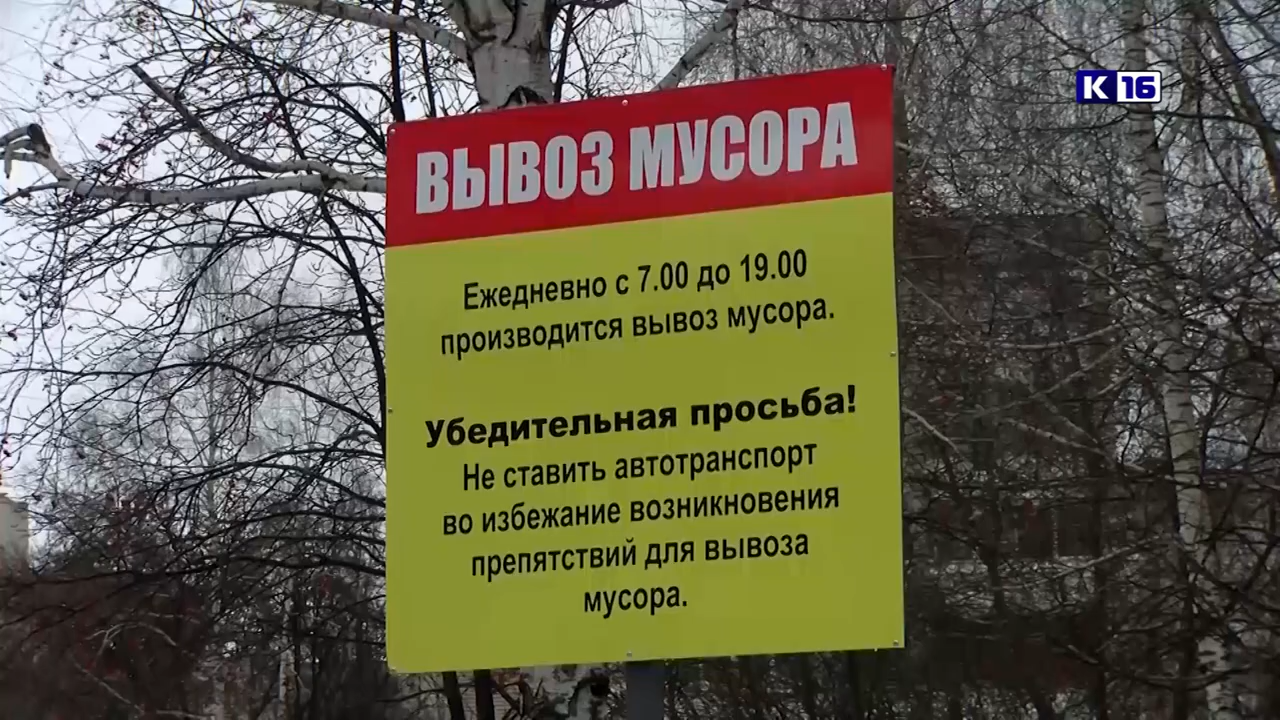 К 16
ВЫВОЗ МУСОРА
Ежедневно с 7.00 до 19.00
производится вывоз мусора.
Убедительная просьба!
Не ставить автотранспорт
во избежание возникновения
препятствий для вывоза
мусора.